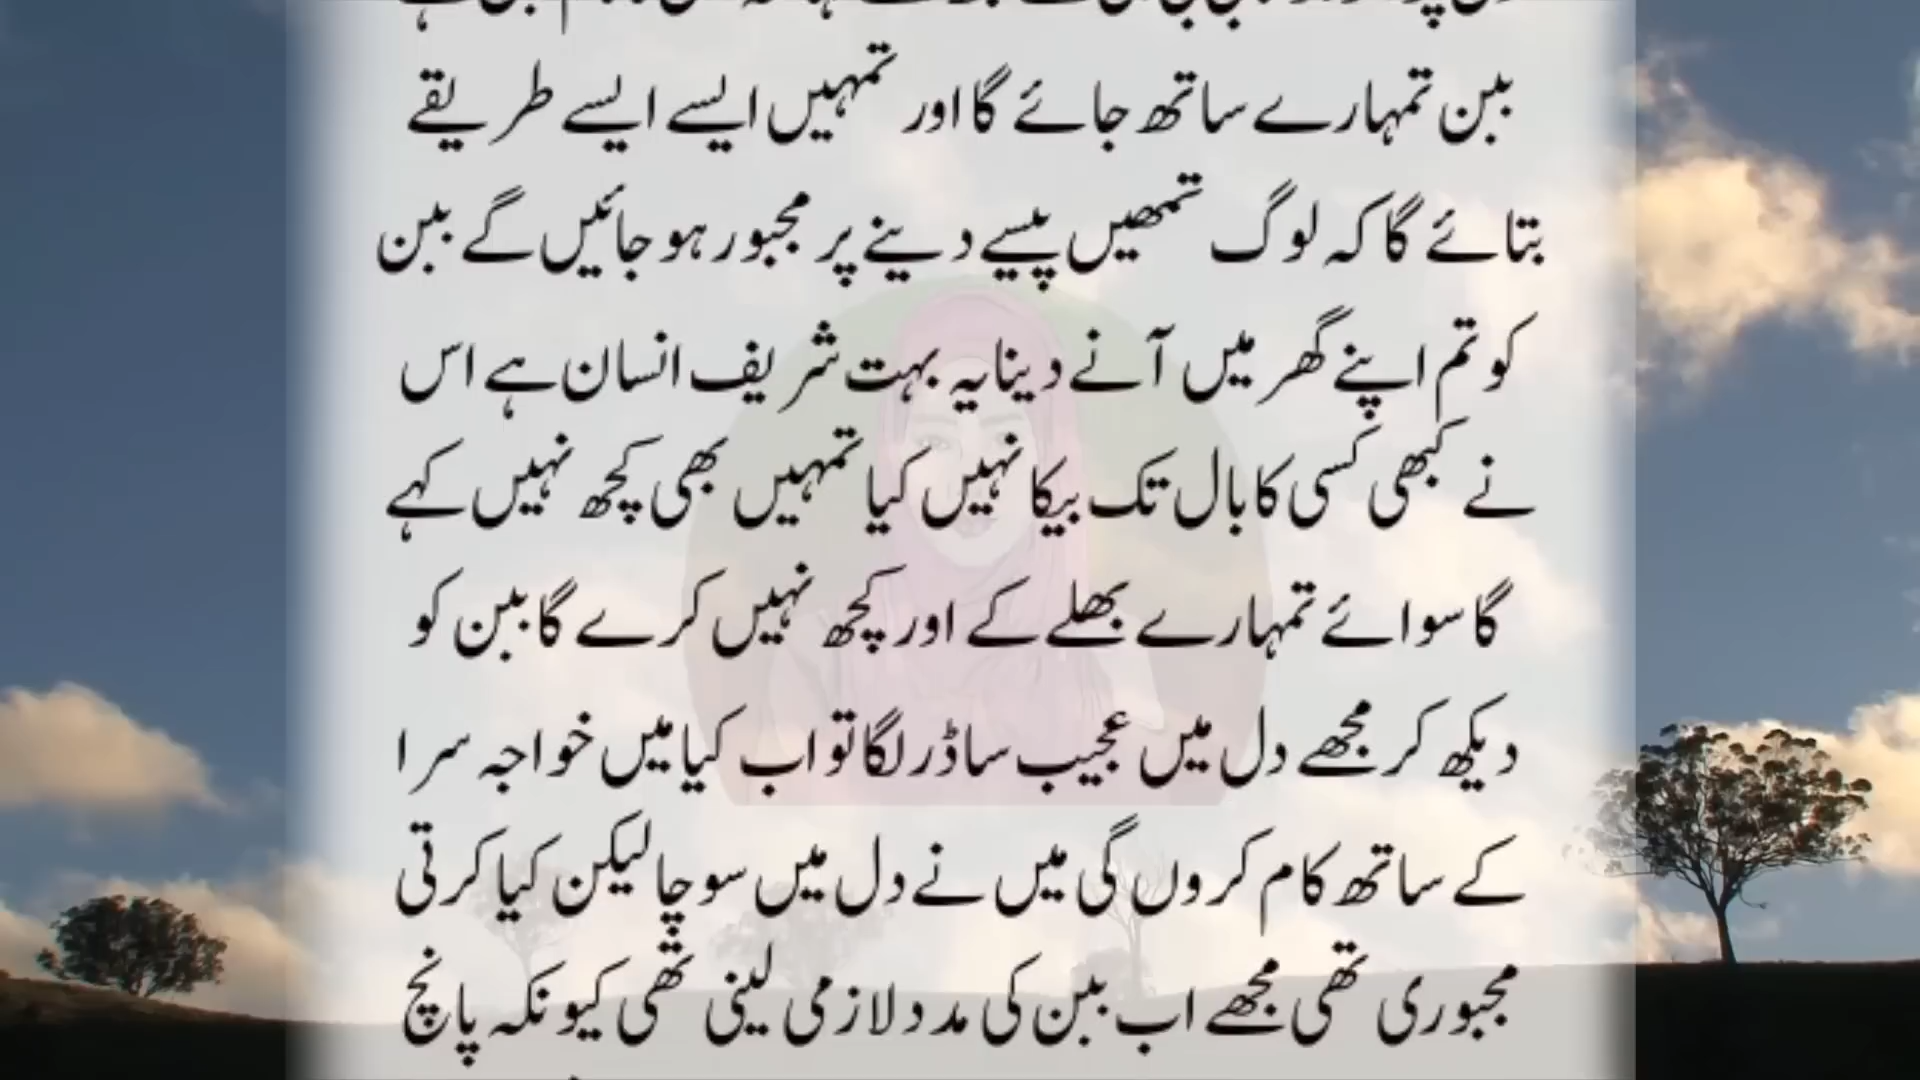 ببن تمہارے ساتھ جائے گا اور تمہیں ایسے ایسے طریقے
بتائے گا کہ لوگ تمھیں پیسے دینے پر مجبور ہو جائیں گے ببن
کو تم اپنے گھر میں آنے دینا یہ بہت شریف انسان ہے اس
نے کبھی کسی کا بال تک بیکا نہیں کیا تمہیں بھی کچھ نہیں کہے
گا سوائے تمہارے بھلے کے اور کچھ نہیں کرے گا ببن کو
دیکھ کر مجھے دل میں عجیب سا ڈر لگا تو اب کیا میں خواجہ سرا
کے ساتھ کام کروں گی میں نے دل میں سوچا لیکن کیا کرتی
مجبوری تھی مجھے اب ببن کی مدد لازمی لینی تھی کیونکہ پانچ